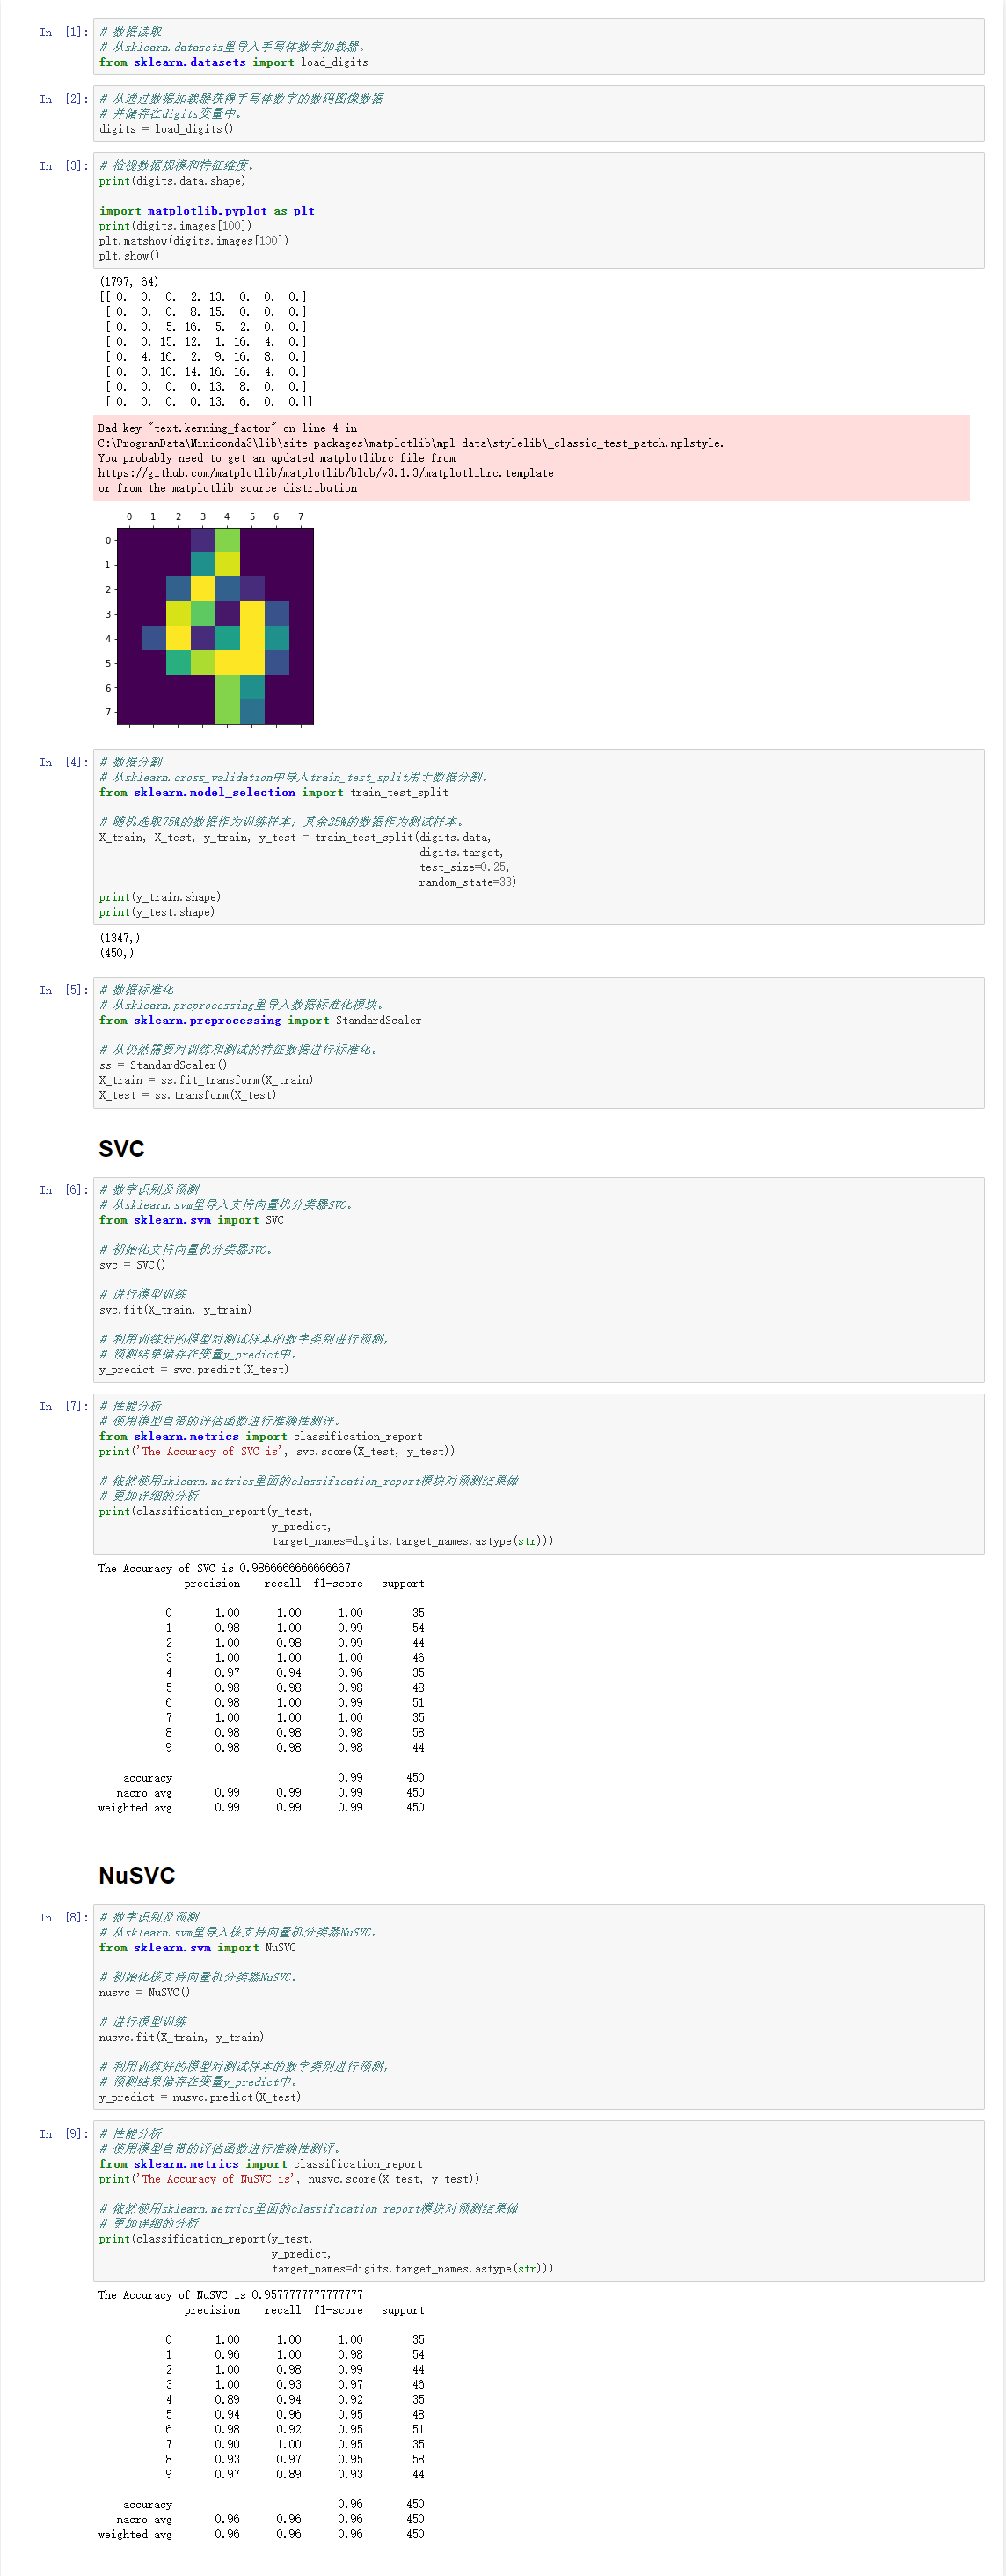 In [1]: # 数据读取
# 从sklearn.datasets里导入手写体数字加载器。
from sklearn.datasets import load_digits
In [2]: # 从通过数据加载器获得手写体数字的数码图像数据
# 并储存在digits变量中。
digits = load_digits()
In [3]: # 检视数据规模和特征维度。
print(digits.data.shape)
import matplotlib.pyplot as plt
print(digits.images[100])
plt.matshow(digits.images[100])
plt.show()
(1797, 64)
[[ 0. 0. 0. 2. 13. 0. 0. 0.]
[ 0. 0. 0. 8. 15. 0. 0. 0.]
[ 0. 0. 5. 16. 5. 2. 0. 0.]
[ 0. 0. 15. 12. 1. 16. 4. 0.]
[ 0. 4. 16. 2. 9. 16. 8. 0.]
[ 0. 0. 10. 14. 16. 16. 4. 0.]
[ 0. 0. 0. 0. 13. 8. 0. 0.]
[ 0. 0. 0. 0. 13. 6. 0. 0.]]
Bad key "text.kerning_factor" on line 4 in
C:\ProgramData\Miniconda3\lib\site-packages\matplotlib\mpl-data\stylelib\_classic_test_patch.mplstyle.
You probably need to get an updated matplotlibrc file from
https://github.com/matplotlib/matplotlib/blob/v3.1.3/matplotlibrc.template
or from the matplotlib source distribution
0 1 2 3 4 5 6 7
0
1
2
3
4
5
6
7
In [4]: # 数据分割
# 从sklearn.cross_validation中导入train_test_split用于数据分割。
from sklearn.model_selection import train_test_split
# 随机选取75%的数据作为训练样本；其余25%的数据作为测试样本。
X_train, X_test, y_train, y_test = train_test_split(digits.data,
digits.target,
test_size=0.25,
random_state=33)
print(y_train.shape)
print(y_test.shape)
(1347,)
(450,)
In [5]: # 数据标准化
# 从sklearn.preprocessing里导入数据标准化模块。
from sklearn.preprocessing import StandardScaler
# 从仍然需要对训练和测试的特征数据进行标准化。
ss = StandardScaler()
X_train = ss.fit_transform(X_train)
X_test = ss.transform(X_test)
SVC
In [6]: # 数字识别及预测
# 从sklearn.svm里导入支持向量机分类器SVC。
from sklearn.svm import SVC
# 初始化支持向量机分类器SVC。
svc = SVC()
# 进行模型训练
svc.fit(X_train, y_train)
# 利用训练好的模型对测试样本的数字类别进行预测，
# 预测结果储存在变量y_predict中。
y_predict = svc.predict(X_test)
In [7]: # 性能分析
# 使用模型自带的评估函数进行准确性测评。
from sklearn.metrics import classification_report
print('The Accuracy of SVC is', svc.score(X_test, y_test))
# 依然使用sklearn.metrics里面的classification_report模块对预测结果做
# 更加详细的分析
print(classification_report(y_test,
y_predict,
target_names=digits.target_names.astype(str)))
The Accuracy of SVC is 0.9866666666666667
precision recall f1-score support
0 1.00 1.00 1.00 35
1 0.98 1.00 0.99 54
2 1.00 0.98 0.99 44
3 1.00 1.00 1.00 46
4 0.97 0.94 0.96 35
5 0.98 0.98 0.98 48
6 0.98 1.00 0.99 51
7 1.00 1.00 1.00 35
8 0.98 0.98 0.98 58
9 0.98 0.98 0.98 44
accuracy 0.99 450
macro avg 0.99 0.99 0.99 450
weighted avg 0.99 0.99 0.99 450
NuSVC
In [8]: # 数字识别及预测
# 从sklearn.svm里导入核支持向量机分类器NuSVC。
from sklearn.svm import NuSVC
# 初始化核支持向量机分类器NuSVC。
nusvc = NuSVC()
# 进行模型训练
nusvc.fit(X_train, y_train)
# 利用训练好的模型对测试样本的数字类别进行预测，
# 预测结果储存在变量y_predict中。
y_predict = nusvc.predict(X_test)
In [9]: # 性能分析
# 使用模型自带的评估函数进行准确性测评。
from sklearn.metrics import classification_report
print('The Accuracy of NuSVC is', nusvc.score(X_test, y_test))
# 依然使用sklearn.metrics里面的classification_report模块对预测结果做
# 更加详细的分析
print(classification_report(y_test,
y_predict,
target_names=digits.target_names.astype(str)))
The Accuracy of NuSVC is 0.9577777777777777
precision recall f1-score support
0 1.00 1.00 1.00 35
1 0.96 1.00 0.98 54
2 1.00 0.98 0.99 44
3 1.00 0.93 0.97 46
4 0.89 0.94 0.92 35
5 0.94 0.96 0.95 48
6 0.98 0.92 0.95 51
7 0.90 1.00 0.95 35
8 0.93 0.97 0.95 58
9 0.97 0.89 0.93 44
accuracy 0.96 450
macro avg 0.96 0.96 0.96 450
weighted avg 0.96 0.96 0.96 450